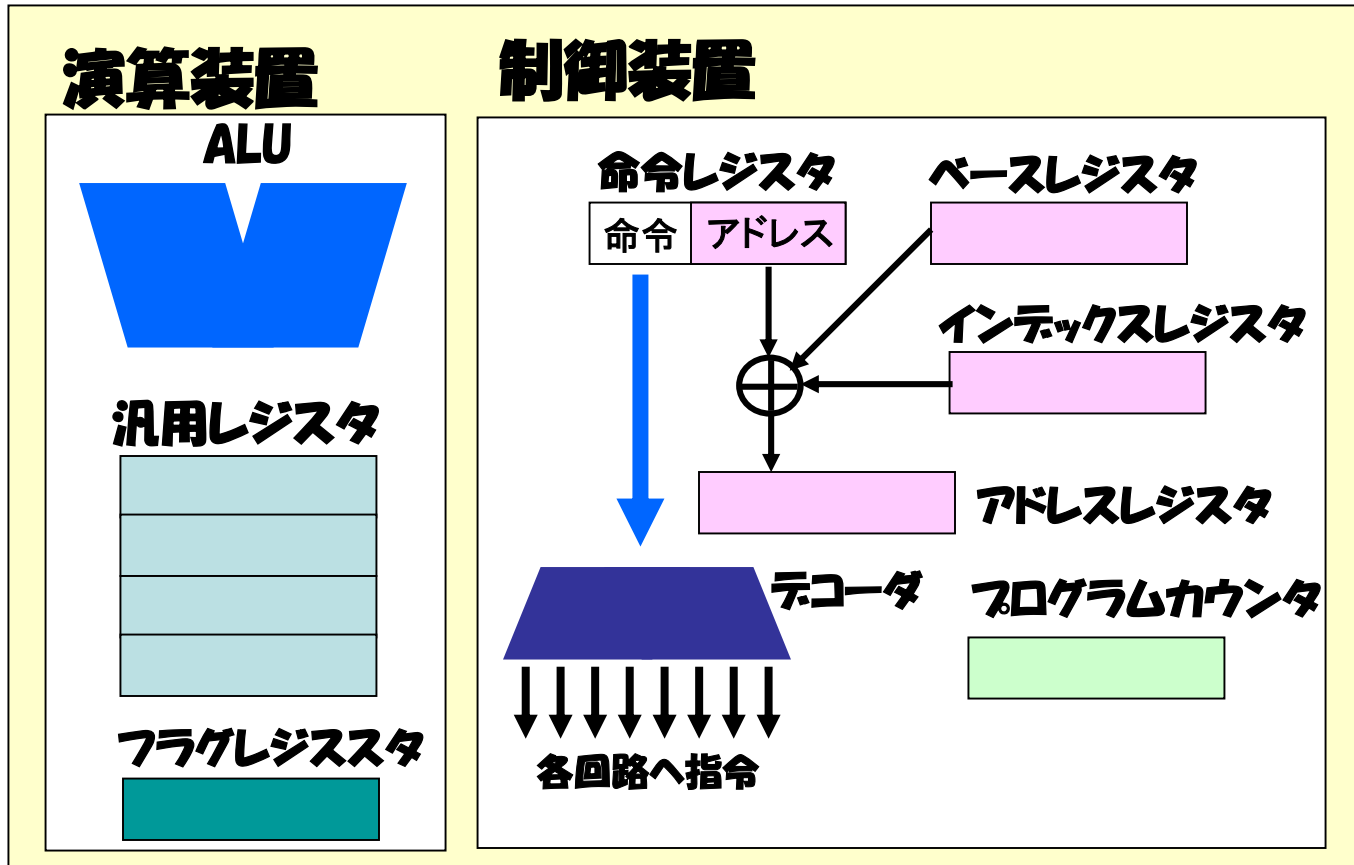 演算装置
ALU
汎用レジスタ
フラグレジススタ
制御装置
命令レジスタ
命令
アドレス
ベースレジスタ
インデックスレジスタ
アドレスレジスタ
デコーダ
プログラムカウンタ
各回路へ指令